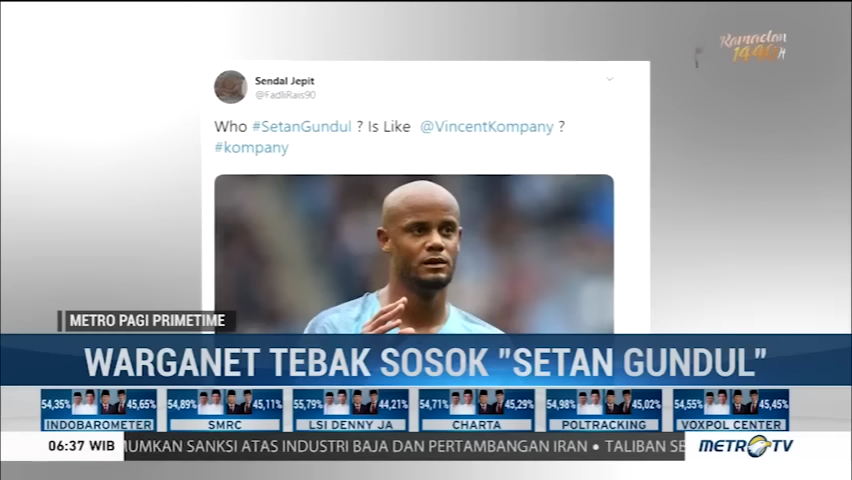 Ramadan
1440 H
Sendal Jepit
@FadliRais90
Who #SetanGundul ? Is Like @VincentKompany ?
#kompany
METRO PAGI PRIMETIME
WARGANET TEBAK SOSOK "SETAN GUNDUL"
54,35% 45,65% 54,89% 45,11% 55,79% 44,21% 54,71% 45,29% 54,98% 45,02% 54,55% 45,45%
INDOBAROMETER SMRC LSI DENNY JA CHARTA POLTRACKING VOXPOL CENTER
06:37 WIB UMKAN SANKSI ATAS INDUSTRI BAJA DAN PERTAMBANGAN IRAN • TALIBAN SE METRO TV